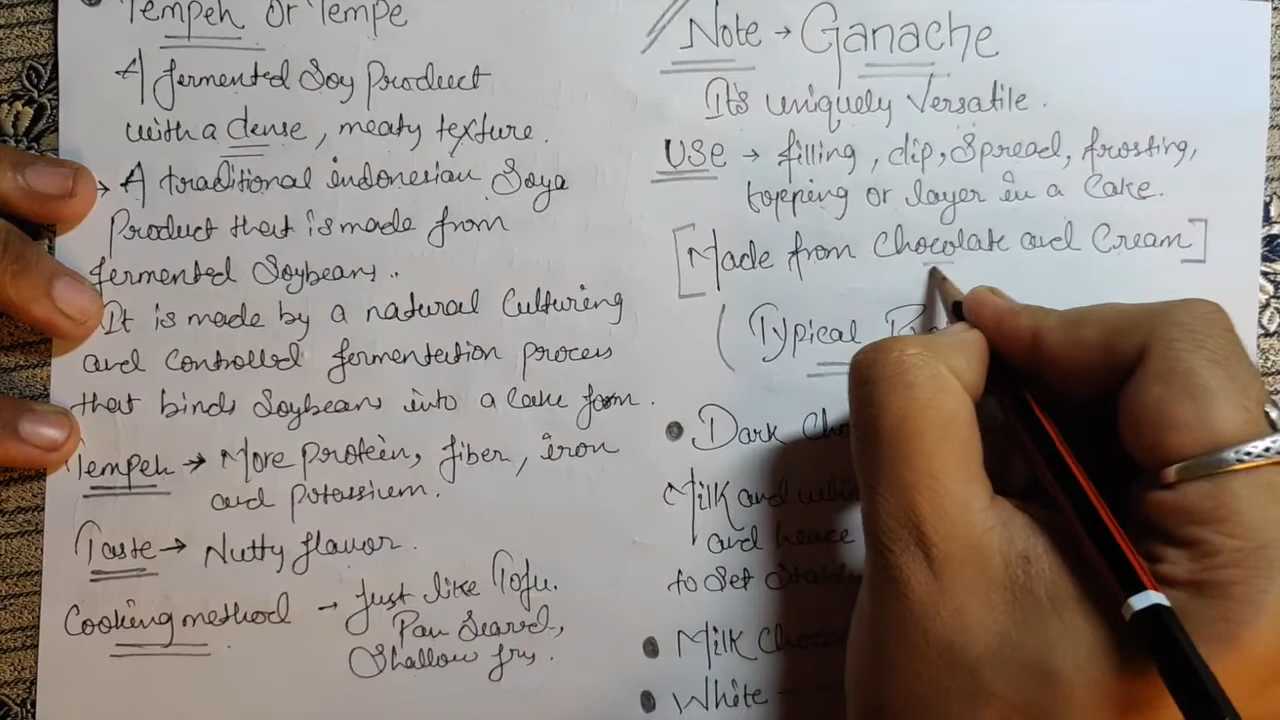 Tempeh Or Tempe
A fermented Soy Product
with a dense, meaty texture.
→ A traditional indonesian Soya
Product that is made from
fermented Soybeans..
It is made by a natural Culturing
and controlled fermentation process
that binds Soybeans into a Cake form.
Tempeh → More protein, fiber, iron
and potassium.
Taste → Nutty flavor.
Cooking method → Just like Tofu.
Pan Seared,
Shallow fry.
Note → Ganache
It's uniquely Versatile.
USE → filling, dip, Spread, frosting,
topping or layer in a Cake.
[Made from Chocolate and Cream]
(Typical
• Dark
Milk and
and hence
to Set
• Milk
• White -